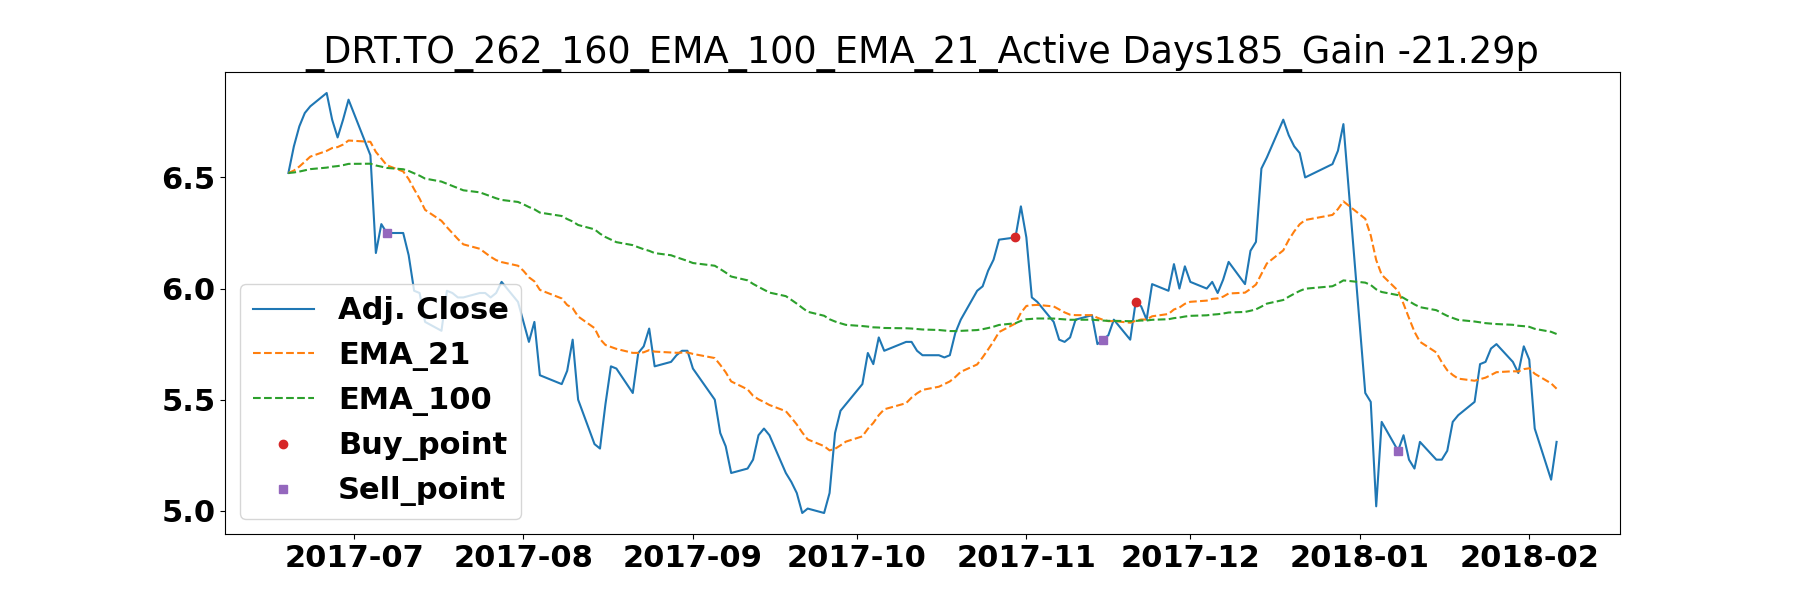 _DRT.TO_262_160_EMA_100_EMA_21_Active Days185_Gain -21.29p
6.5
6.0
5.5
5.0
Adj. Close
EMA_21
EMA_100
Buy_point
Sell_point
2017-07 2017-08 2017-09 2017-10 2017-11 2017-12 2018-01 2018-02